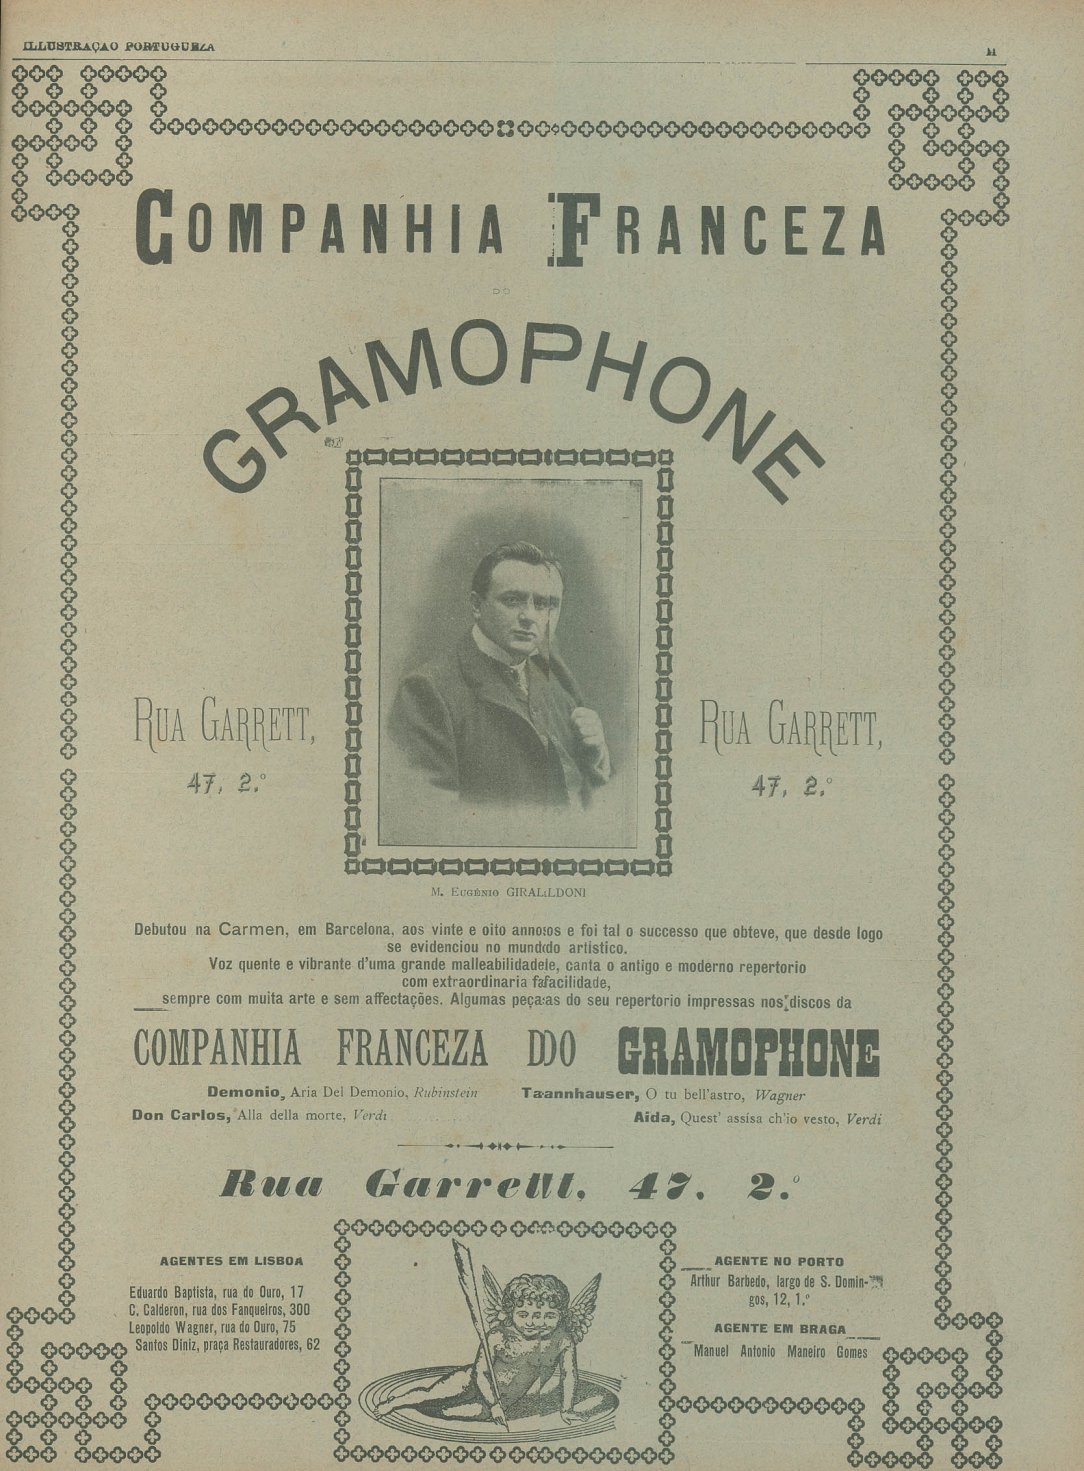 ILLUSTRAÇÃO PORTUGUEZA
11
COMPANHIA FRANCEZA
DO
GRAMOPHONE
RUA GARRETT,
47, 2.º
RUA GARRETT,
47, 2.º
M. EUGÉNIO GIRALLDONI
Debutou na Carmen, em Barcelona, aos vinte e oito annos e foi tal o successo que obteve, que desde logo
se evidenciou no mundo artistico.
Voz quente e vibrante d'uma grande malleabilidade, canta o antigo e moderno repertorio
com extraordinaria facilidade,
sempre com muita arte e sem affectações. Algumas peças do seu repertorio impressas nos discos da
COMPANHIA FRANCEZA DO GRAMOPHONE
Demonio, Aria Del Demonio, Rubinstein
Taannhauser, O tu bell'astro, Wagner
Don Carlos, Alla della morte, Verdi
Aida, Quest' assisa ch'io vesto, Verdi
Rua Garrett, 47, 2.º
AGENTES EM LISBOA
Eduardo Baptista, rua do Ouro, 17
C. Calderon, rua dos Fanqueiros, 300
Leopoldo Wagner, rua do Ouro, 75
Santos Diniz, praça Restauradores, 62
AGENTE NO PORTO
Arthur Barbedo, largo de S. Domin-
gos, 12, 1.º
AGENTE EM BRAGA
Manuel Antonio Maneiro Gomes